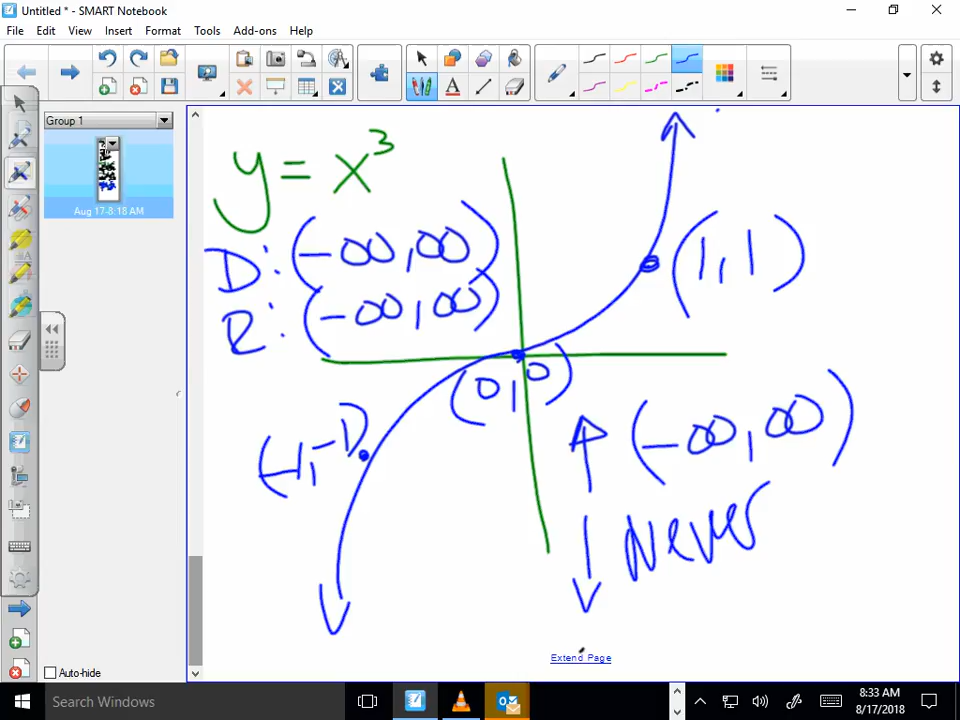 Untitled * - SMART Notebook
File Edit View Insert Format Tools Add-ons Help
Group 1
Aug 17-8:18 AM
y = x³
D: (-∞, ∞)
R: (-∞, ∞)
(1, 1)
(0, 0)
(-1, -1)
↑ (-∞, ∞)
↓ Never
Extend Page
Auto-hide
Search Windows
8:33 AM
8/17/2018